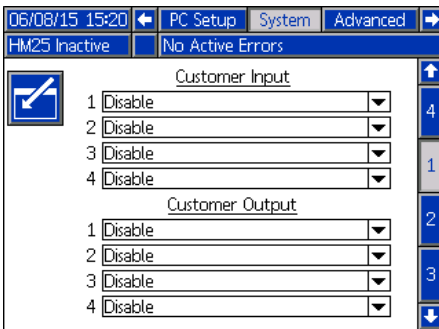 06/08/15 15:20 PC Setup System Advanced
HM25 Inactive No Active Errors
Customer Input
1 Disable
2 Disable
3 Disable
4 Disable
Customer Output
1 Disable
2 Disable
3 Disable
4 Disable
4
1
2
3